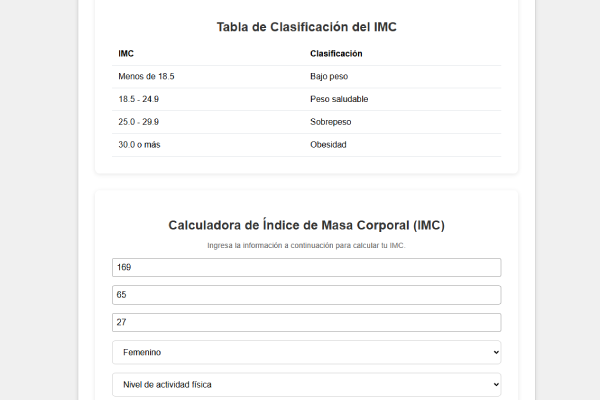 Tabla de Clasificación del IMC
IMC Clasificación
Menos de 18.5 Bajo peso
18.5 - 24.9 Peso saludable
25.0 - 29.9 Sobrepeso
30.0 o más Obesidad
Calculadora de Índice de Masa Corporal (IMC)
Ingresa la información a continuación para calcular tu IMC.
169
65
27
Femenino
Nivel de actividad física